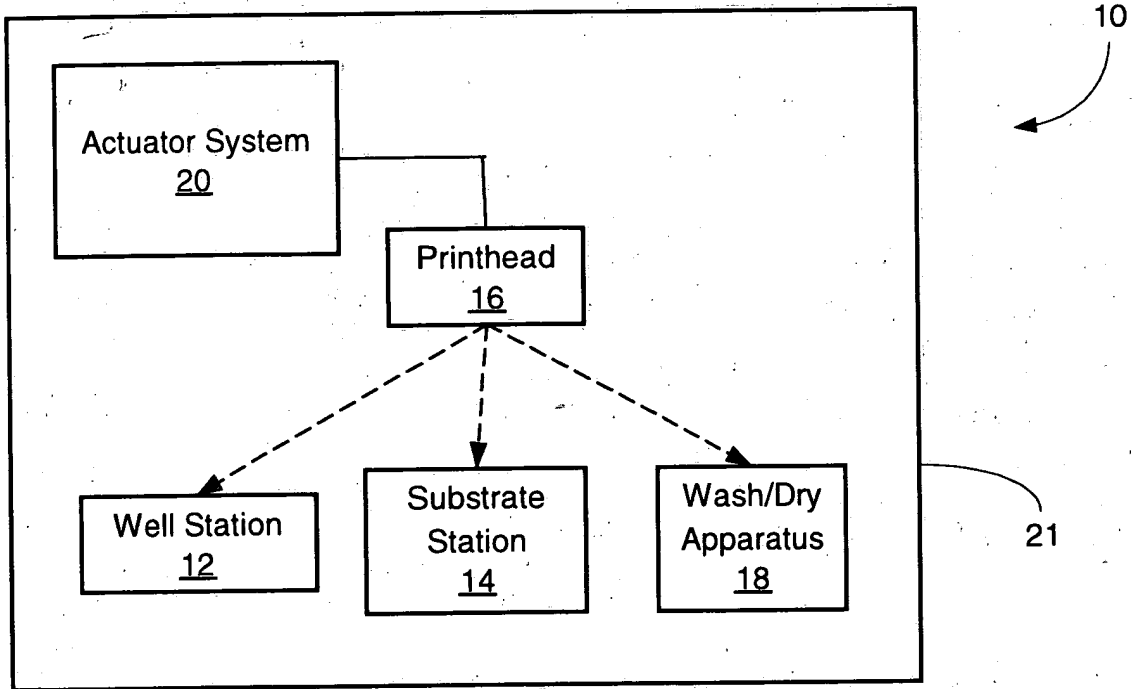 10
Actuator System
20
Printhead
16
Well Station
12
Substrate
Station
14
Wash/Dry
Apparatus
18
21